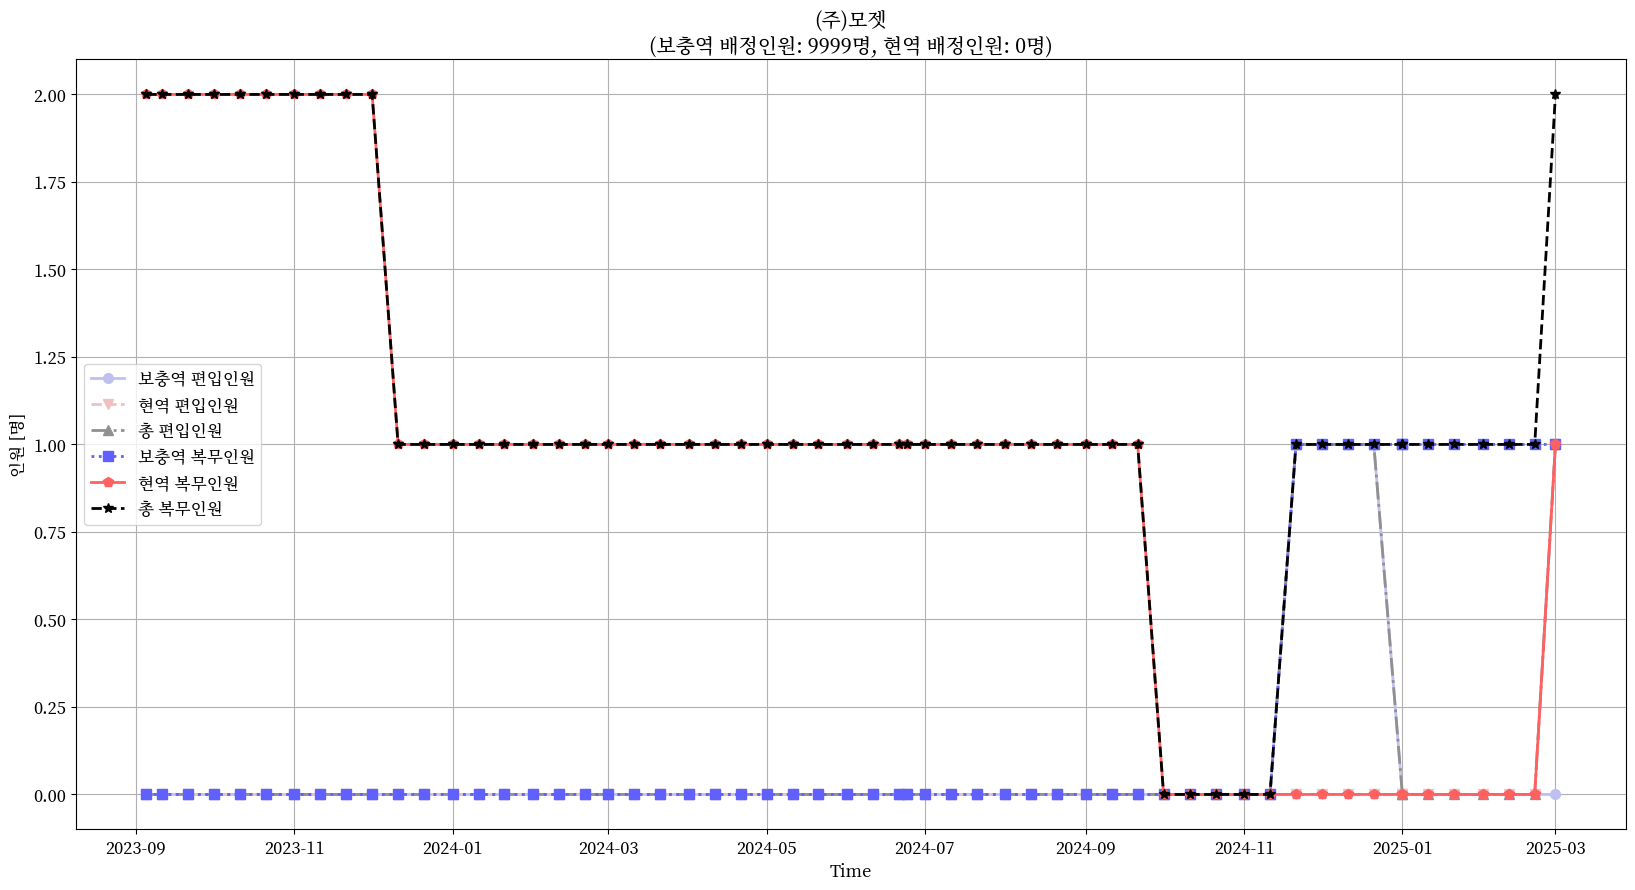 (주)모젯
(보충역 배정인원: 9999명, 현역 배정인원: 0명)
인원 [명]
2.00
1.75
1.50
1.25
1.00
0.75
0.50
0.25
0.00
보충역 편입인원
현역 편입인원
총 편입인원
보충역 복무인원
현역 복무인원
총 복무인원
2023-09 2023-11 2024-01 2024-03 2024-05 2024-07 2024-09 2024-11 2025-01 2025-03
Time